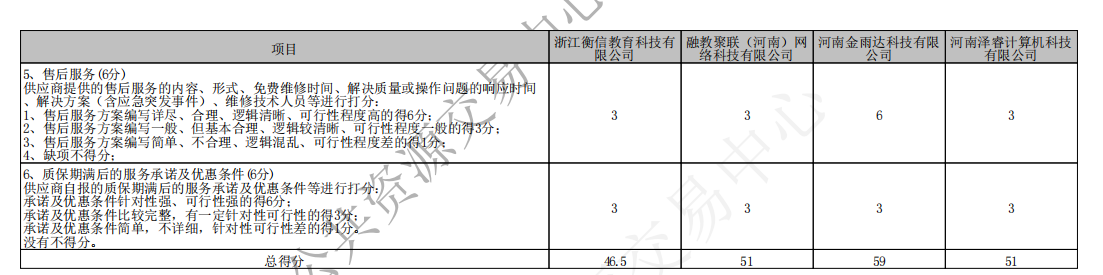 项目
浙江衡信教育科技有
限公司
融教聚联（河南）网
络科技有限公司
河南金雨达科技有限
公司
河南泽睿计算机科技
有限公司
5、售后服务(6分)
供应商提供的售后服务的内容、形式、免费维修时间、解决质量或操作问题的响应时间
、解决方案（含应急突发事件）、维修技术人员等进行打分：
1、售后服务方案编写详尽、合理、逻辑清晰、可行性程度高的得6分；
2、售后服务方案编写一般、但基本合理、逻辑较清晰、可行性程度一般的得3分；
3、售后服务方案编写简单、不合理、逻辑混乱、可行性程度差的得1分；
4、缺项不得分；
3
3
6
3
6、质保期满后的服务承诺及优惠条件(6分)
供应商自报的质保期满后的服务承诺及优惠条件等进行打分：
承诺及优惠条件针对性强、可行性强的得6分；
承诺及优惠条件比较完整，有一定针对性可行性的得3分；
承诺及优惠条件简单，不详细，针对性可行性差的得1分。
没有不得分。
3
3
3
3
总得分
46.5
51
59
51
公共资源交易中心
交易中心